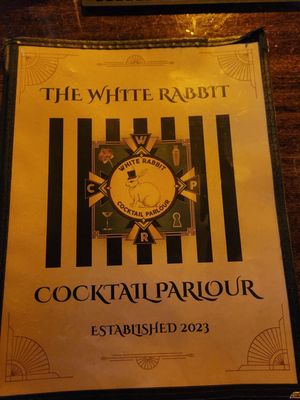 THE WHITE RABBIT
W
WHITE RABBIT
C
P
COCKTAIL PARLOUR
R
COCKTAIL PARLOUR
ESTABLISHED 2023